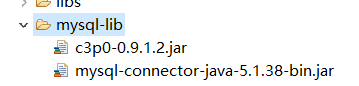 libs
mysql-lib
c3p0-0.9.1.2.jar
mysql-connector-java-5.1.38-bin.jar